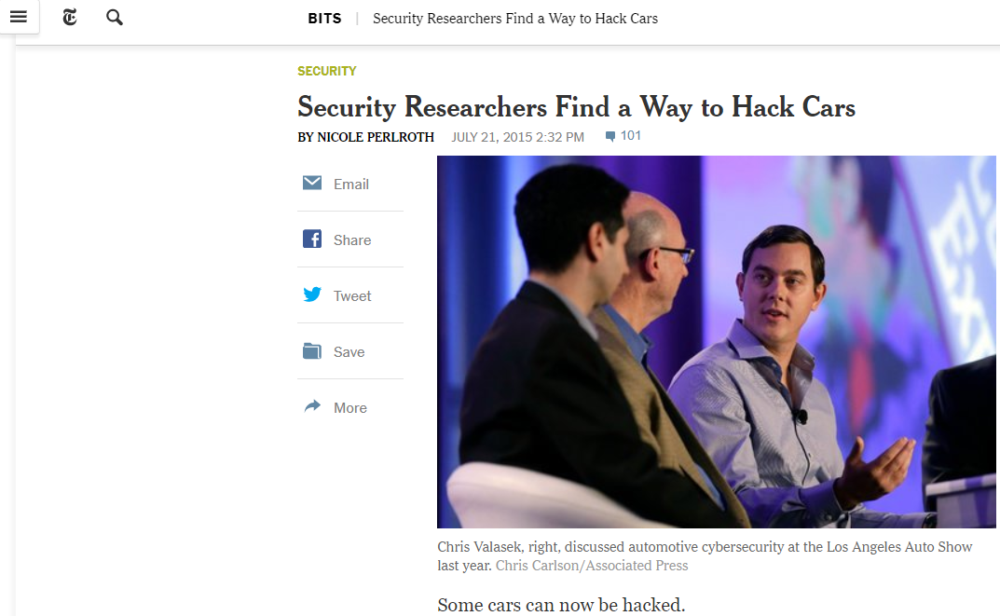 BITS | Security Researchers Find a Way to Hack Cars
SECURITY
Security Researchers Find a Way to Hack Cars
BY NICOLE PERLROTH JULY 21, 2015 2:32 PM 101
Email
Share
Tweet
Save
More
Chris Valasek, right, discussed automotive cybersecurity at the Los Angeles Auto Show
last year. Chris Carlson/Associated Press
Some cars can now be hacked.